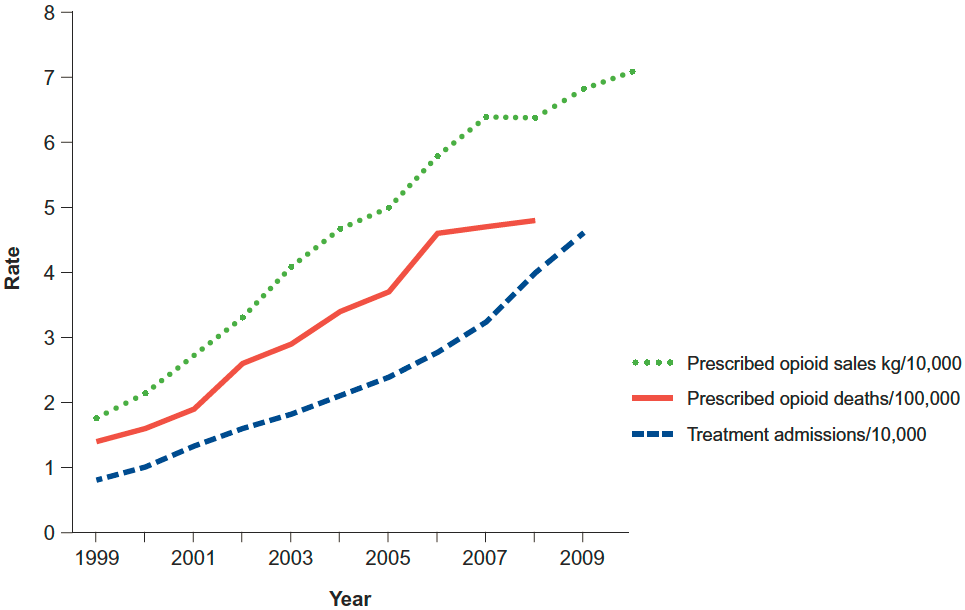 8
7
6
5
4
3
2
1
0
Rate
1999 2001 2003 2005 2007 2009
Year
Prescribed opioid sales kg/10,000
Prescribed opioid deaths/100,000
Treatment admissions/10,000